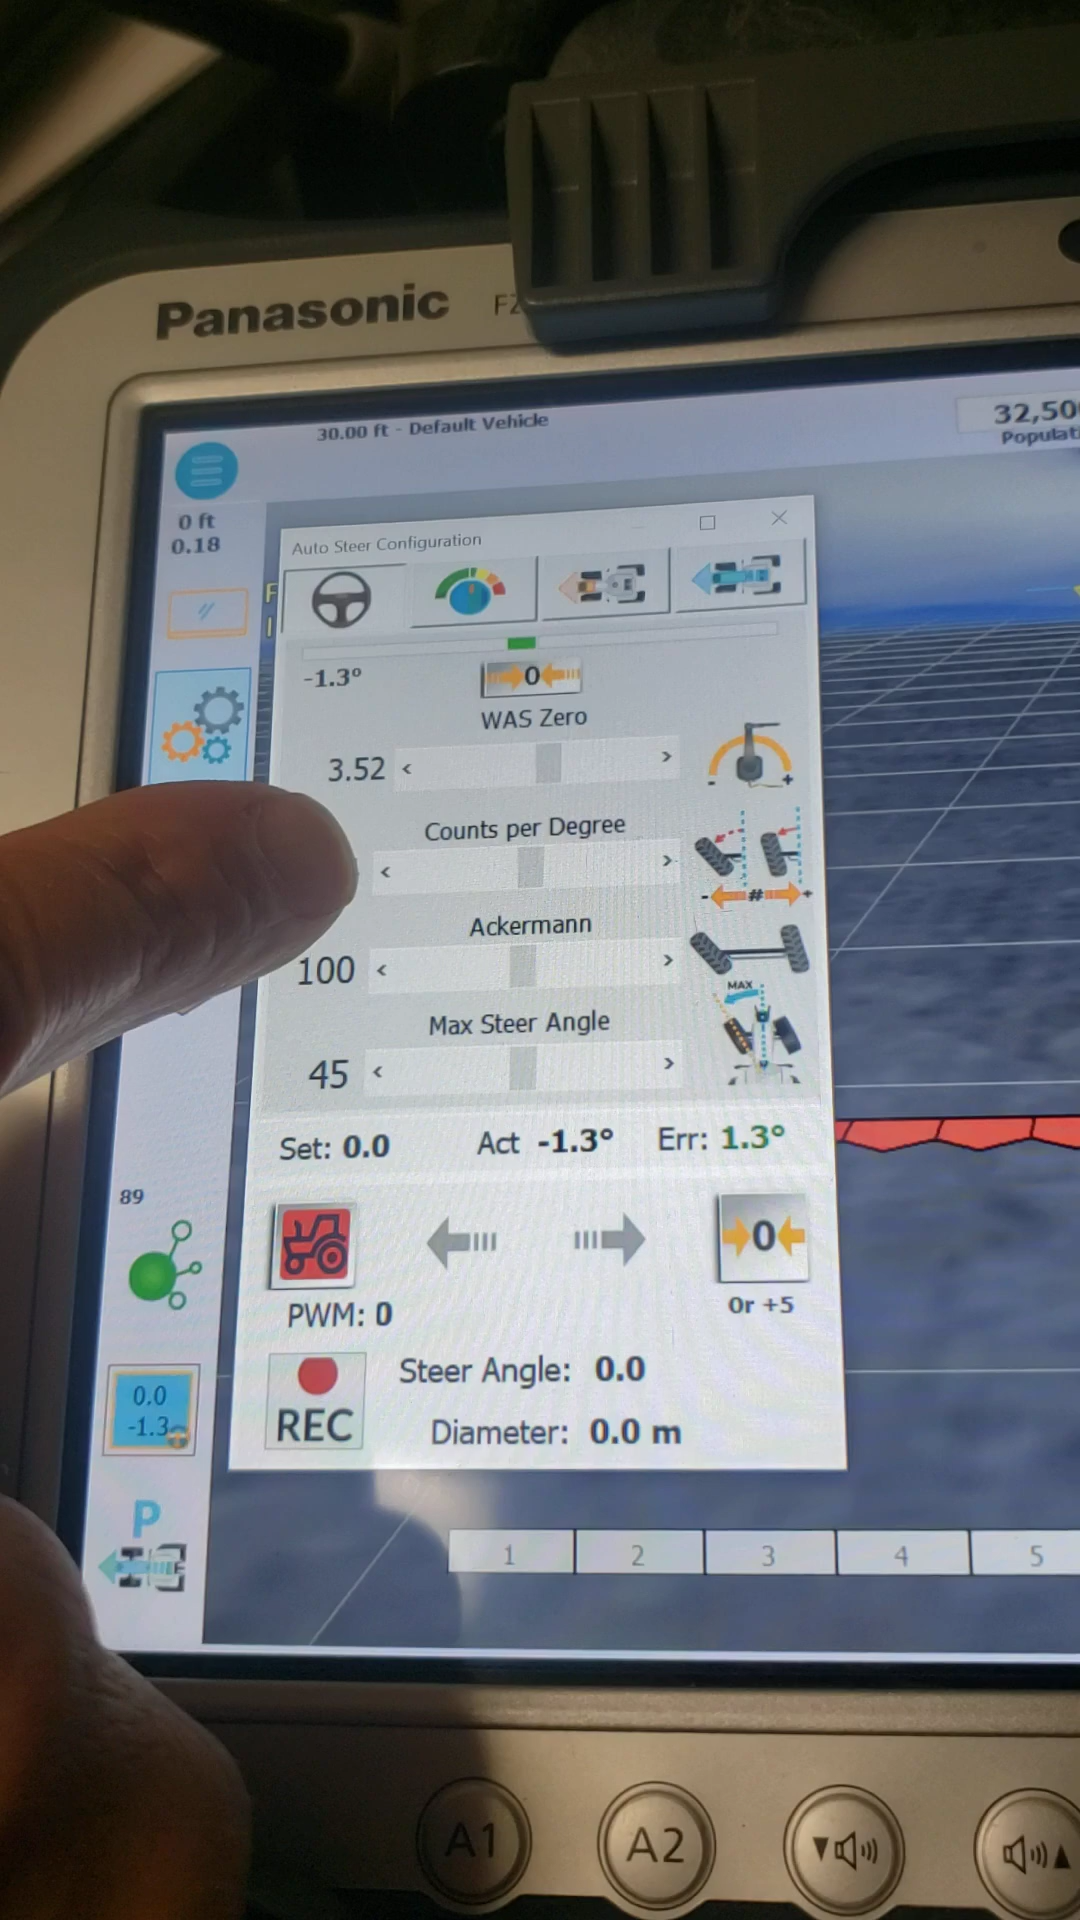 Panasonic FZ
30.00 ft - Default Vehicle
32,50
Populat
0 ft
0.18
Auto Steer Configuration
-1.3°
0
WAS Zero
3.52 < >
- +
Counts per Degree
< >
- # +
Ackermann
100 < >
MAX
Max Steer Angle
45 < >
Set: 0.0 Act -1.3° Err: 1.3°
89
0
PWM: 0
0r +5
0.0
-1.3
REC
Steer Angle: 0.0
Diameter: 0.0 m
P
1 2 3 4 5
A1 A2